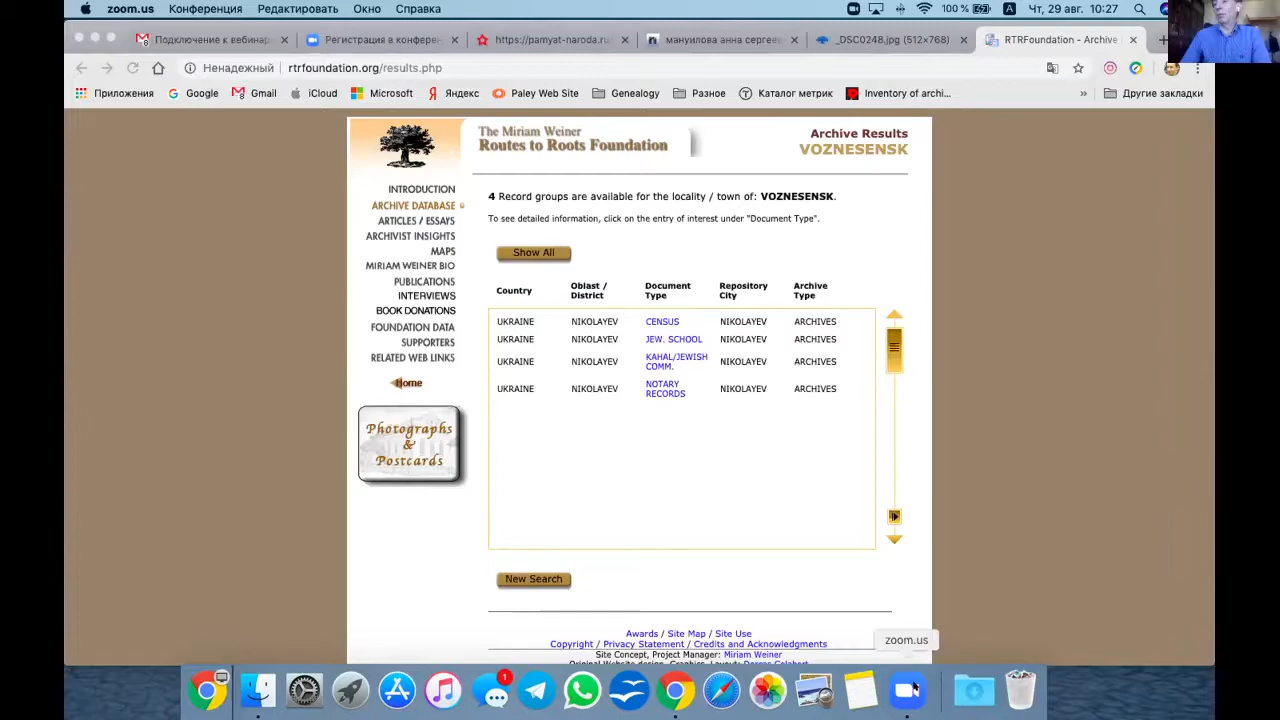 zoom.us Конференция Редактировать Окно Справка 100 % A Чт, 29 авг. 10:27
Подключение к вебинар
Регистрация в конферен
https://pamyat-naroda.ru
мануилова анна сергеев
_DSC0248.jpg (512×768)
RTRFoundation - Archive
Ненадежный rtrfoundation.org/results.php
Приложения Google Gmail iCloud Microsoft Яндекс Paley Web Site Genealogy Разное Каталог метрик Inventory of archi... » Другие закладки
The Miriam Weiner
Routes to Roots Foundation
Archive Results
VOZNESENSK
INTRODUCTION
ARCHIVE DATABASE
ARTICLES / ESSAYS
ARCHIVIST INSIGHTS
MAPS
MIRIAM WEINER BIO
PUBLICATIONS
INTERVIEWS
BOOK DONATIONS
FOUNDATION DATA
SUPPORTERS
RELATED WEB LINKS
Home
Photographs
&
Postcards
4 Record groups are available for the locality / town of: VOZNESENSK.
To see detailed information, click on the entry of interest under "Document Type".
Show All
Country Oblast / District Document Type Repository City Archive Type
UKRAINE NIKOLAYEV CENSUS NIKOLAYEV ARCHIVES
UKRAINE NIKOLAYEV JEW. SCHOOL NIKOLAYEV ARCHIVES
UKRAINE NIKOLAYEV KAHAL/JEWISH COMM. NIKOLAYEV ARCHIVES
UKRAINE NIKOLAYEV NOTARY RECORDS NIKOLAYEV ARCHIVES
New Search
Awards / Site Map / Site Use
Copyright / Privacy Statement / Credits and Acknowledgments
Site Concept, Project Manager: Miriam Weiner
zoom.us
1